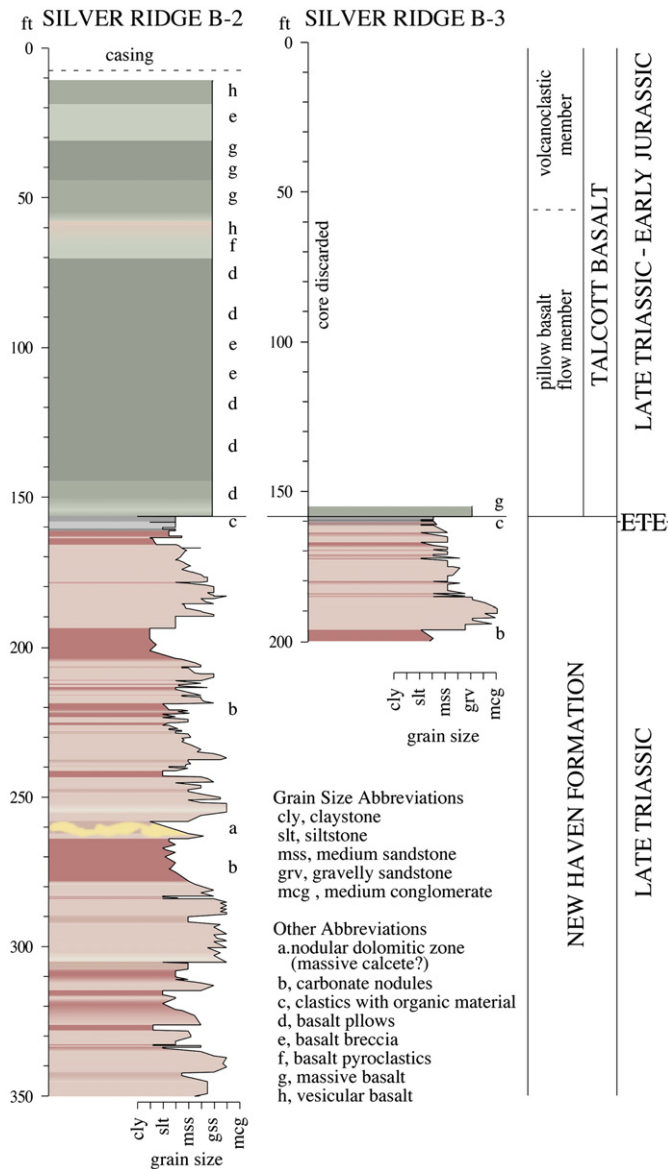 ft SILVER RIDGE B-2
casing
0
50
100
150
200
250
300
350
h
e
g
g
g
h
f
d
d
e
e
d
d
d
c
b
a
b
cly
slt
mss
gss
mcg
grain size
ft SILVER RIDGE B-3
0
50
100
150
200
core discarded
g
c
b
cly
slt
mss
grv
mcg
grain size
volcanoclastic
member
pillow basalt
flow member
TALCOTT BASALT
LATE TRIASSIC - EARLY JURASSIC
ETE
NEW HAVEN FORMATION
LATE TRIASSIC
Grain Size Abbreviations
cly, claystone
slt, siltstone
mss, medium sandstone
grv, gravelly sandstone
mcg , medium conglomerate
Other Abbreviations
a.nodular dolomitic zone
(massive calcete?)
b, carbonate nodules
c, clastics with organic material
d, basalt pllows
e, basalt breccia
f, basalt pyroclastics
g, massive basalt
h, vesicular basalt